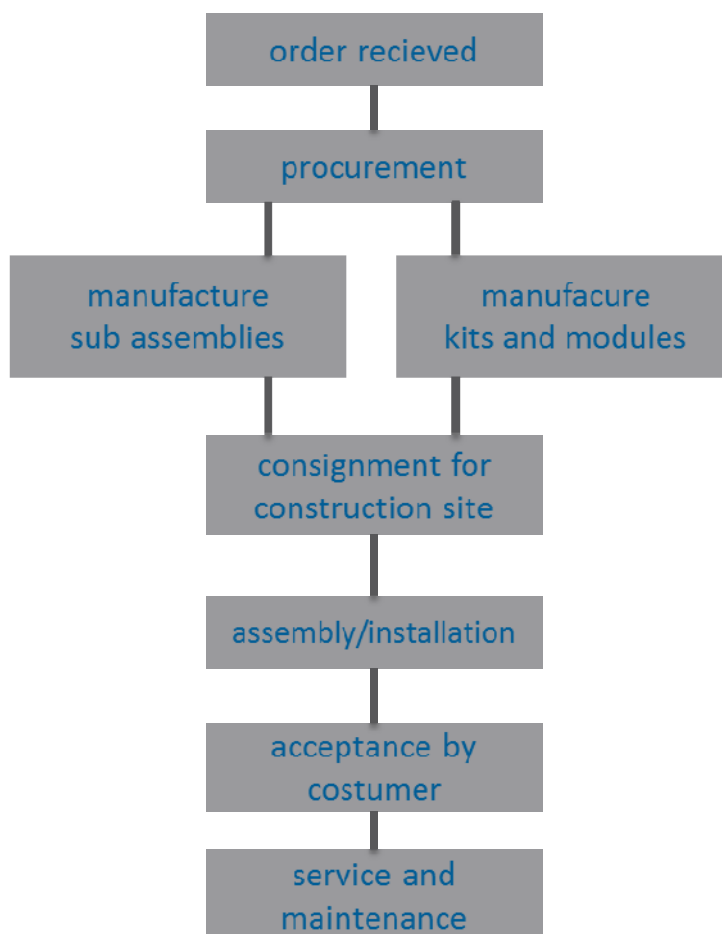 order recieved
procurement
manufacture
sub assemblies
manufacure
kits and modules
consignment for
construction site
assembly/installation
acceptance by
costumer
service and
maintenance